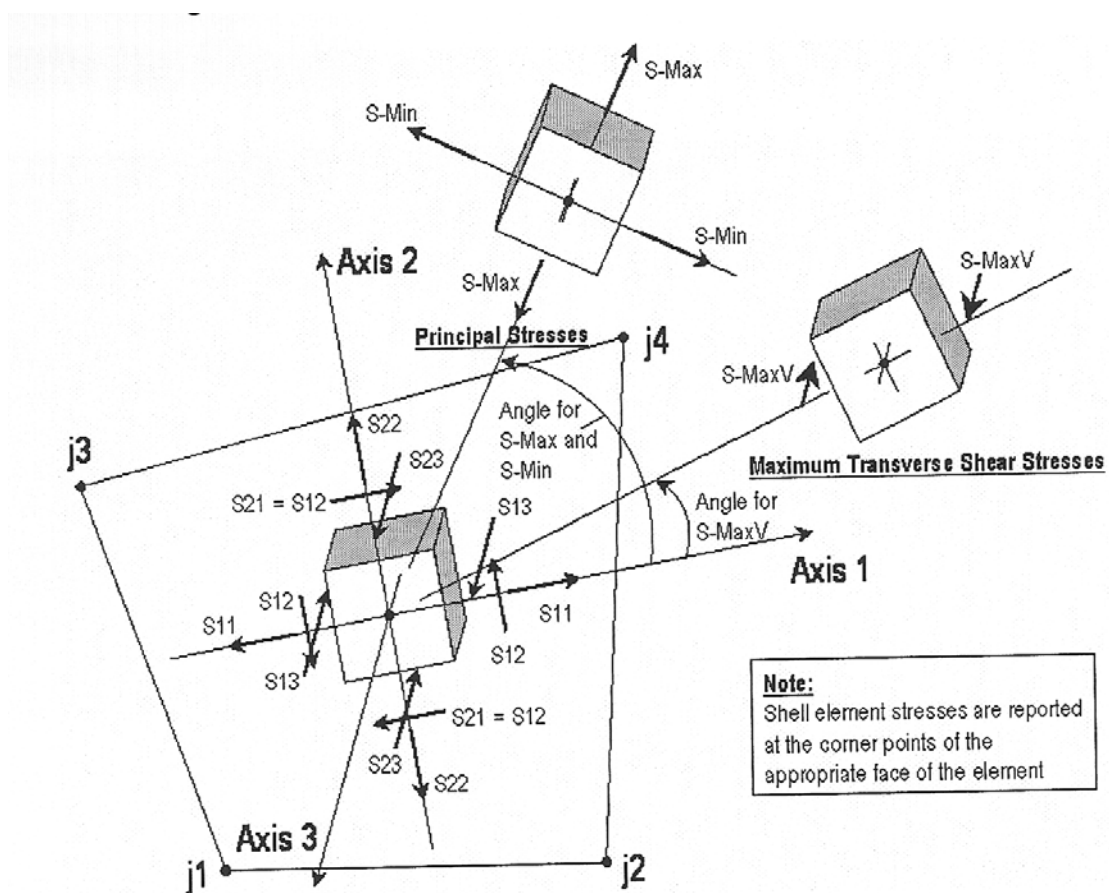 S-Max
S-Min
S-Min
S-Max
Axis 2
S-MaxV
Principal Stresses
j4
S-MaxV
S22
Angle for
S-Max and
S-Min
j3
S23
Maximum Transverse Shear Stresses
S21 = S12
S13
Angle for
S-MaxV
Axis 1
S12
S11
S11
S12
S13
S21 = S12
S23
S22
Note:
Shell element stresses are reported
at the corner points of the
appropriate face of the element
Axis 3
j1
j2